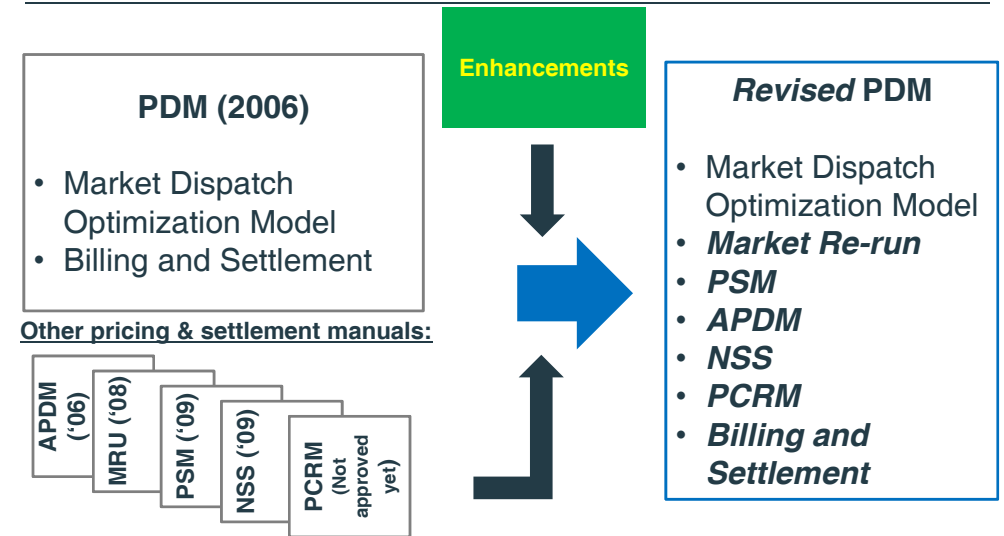 Enhancements
PDM (2006)
• Market Dispatch
Optimization Model
• Billing and Settlement
Other pricing & settlement manuals:
APDM
(‘06)
MRU (‘08)
PSM (‘09)
NSS (‘09)
PCRM
(Not
approved
yet)
Revised PDM
• Market Dispatch
Optimization Model
• Market Re-run
• PSM
• APDM
• NSS
• PCRM
• Billing and
Settlement